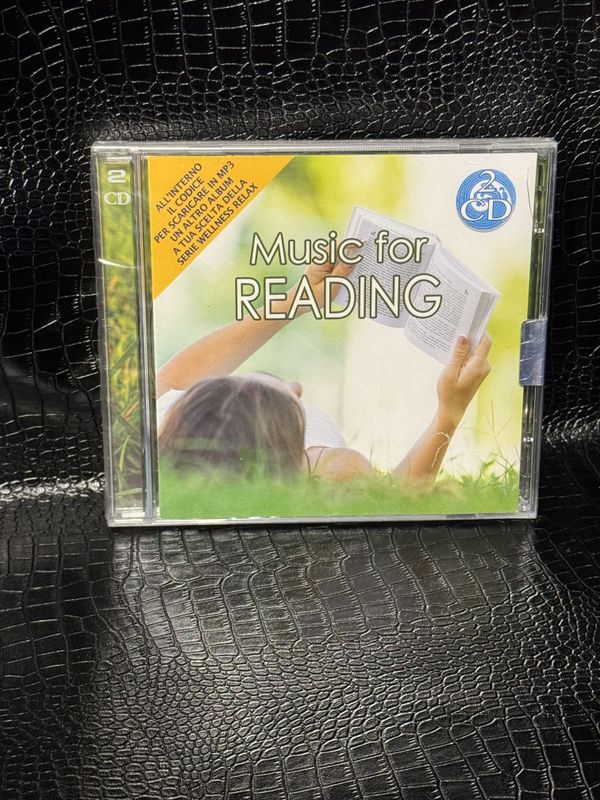 2
CD
ALL'INTERNO
IL CODICE
PER SCARICARE IN MP3
UN ALTRO ALBUM
A TUA SCELTA DELLA
SERIE WELLNESS RELAX
2
CD
Music for
READING